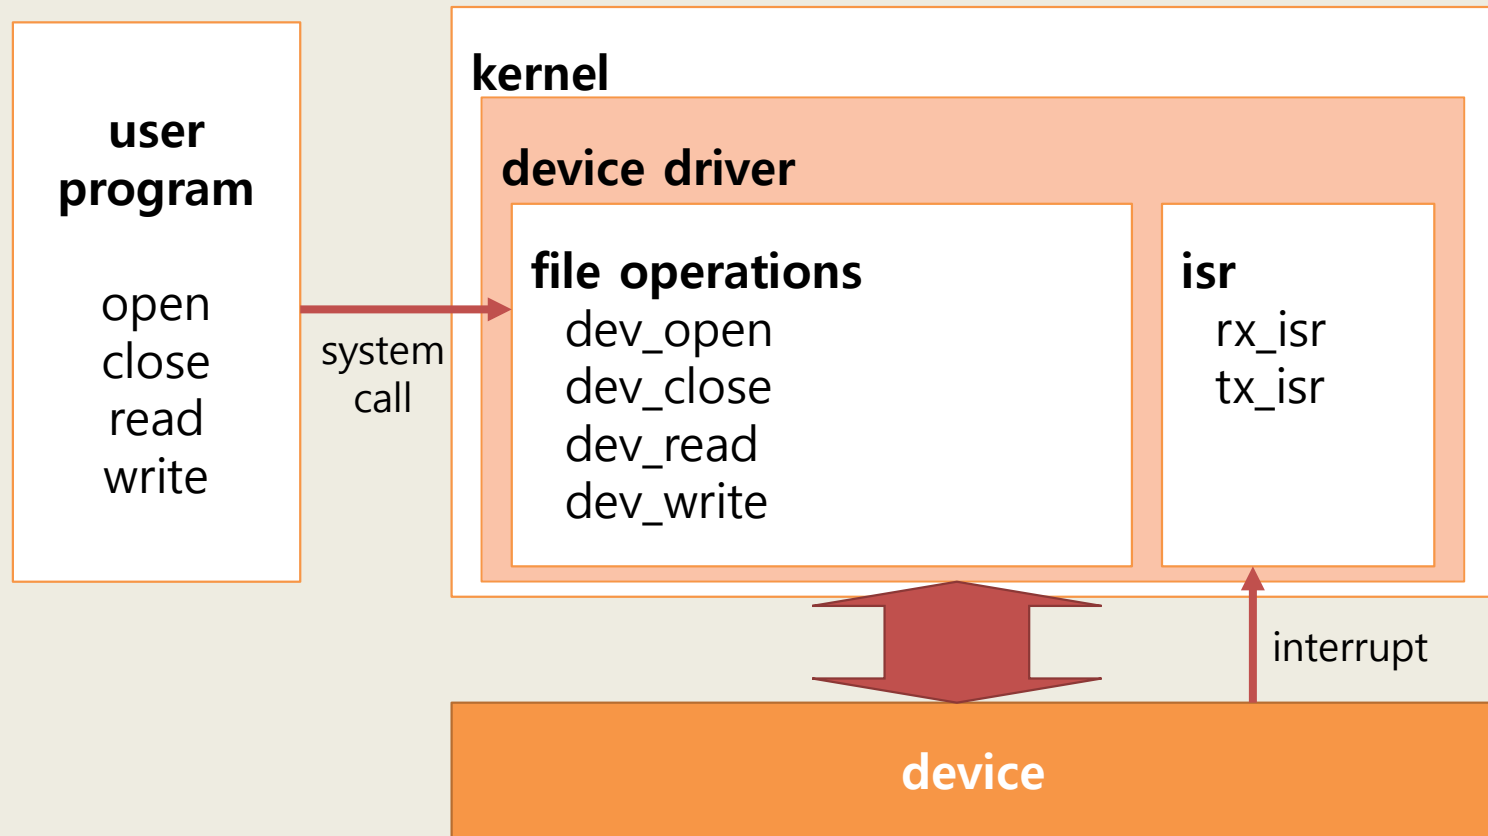 user
program
open
close
read
write
system
call
kernel
device driver
file operations
dev_open
dev_close
dev_read
dev_write
isr
rx_isr
tx_isr
interrupt
device